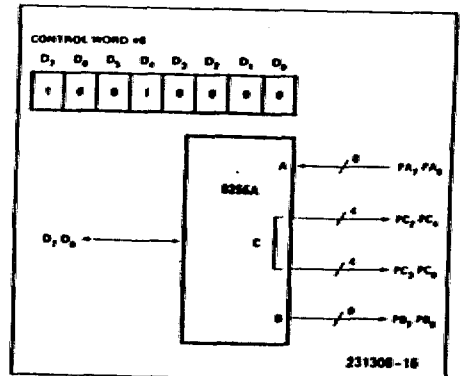 CONTROL WORD #8
D7 D6 D5 D4 D3 D2 D1 D0
1 0 0 1 0 0 0 0
8255A
A 8 PA7-PA0
4 PC7-PC4
D7-D0 C
4 PC3-PC0
B 8 PB7-PB0
231308-16